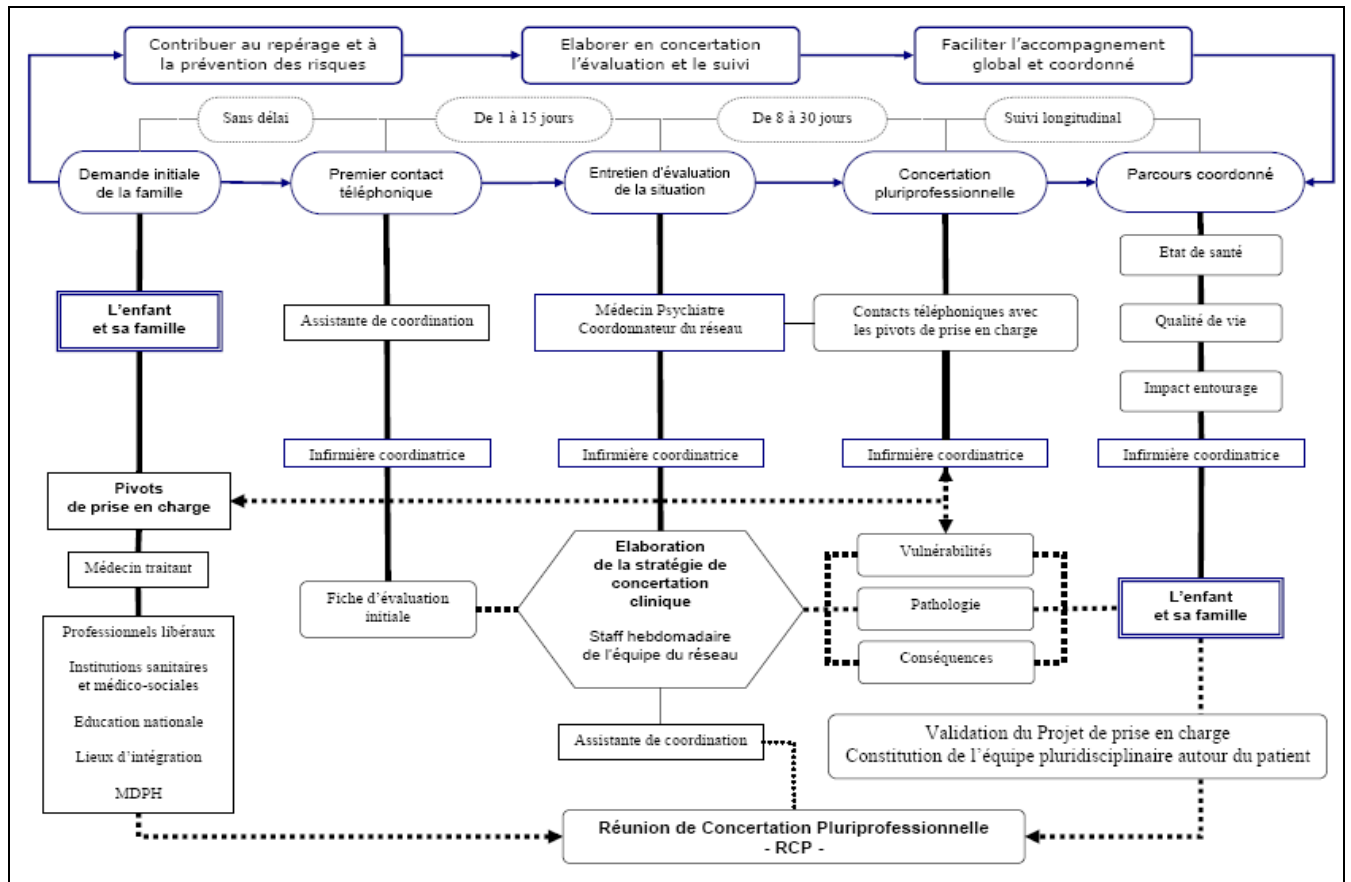 Contribuer au repérage et à
la prévention des risques
Elaborer en concertation
l'évaluation et le suivi
Faciliter l'accompagnement
global et coordonné
Sans délai
De 1 à 15 jours
De 8 à 30 jours
Suivi longitudinal
Demande initiale
de la famille
Premier contact
téléphonique
Entretien d'évaluation
de la situation
Concertation
pluriprofessionnelle
Parcours coordonné
Etat de santé
L'enfant
et sa famille
Assistante de coordination
Médecin Psychiatre
Coordonnateur du réseau
Contacts téléphoniques avec
les pivots de prise en charge
Qualité de vie
Impact entourage
Infirmière coordinatrice
Infirmière coordinatrice
Infirmière coordinatrice
Infirmière coordinatrice
Pivots
de prise en charge
Médecin traitant
Professionnels libéraux
Institutions sanitaires
et médico-sociales
Education nationale
Lieux d'intégration
MDPH
Fiche d'évaluation
initiale
Elaboration
de la stratégie de
concertation
clinique
Staff hebdomadaire
de l'équipe du réseau
Vulnérabilités
Pathologie
Conséquences
L'enfant
et sa famille
Assistante de coordination
Validation du Projet de prise en charge
Constitution de l'équipe pluridisciplinaire autour du patient
Réunion de Concertation Pluriprofessionnelle
- RCP -